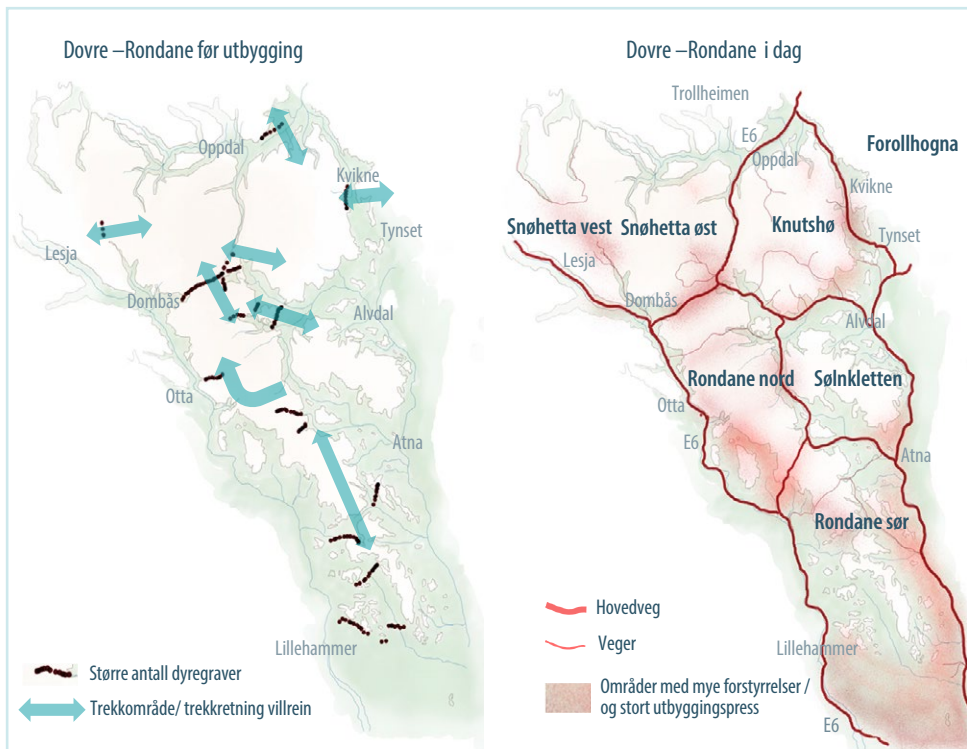 Dovre –Rondane før utbygging
Oppdal
Kvikne
Tynset
Lesja
Dombås
Alvdal
Otta
Atna
Lillehammer
Større antall dyregraver
Trekkområde/ trekkretning villrein
Dovre –Rondane i dag
Trollheimen
E6
Oppdal
Forollhogna
Kvikne
Snøhetta vest
Snøhetta øst
Knutshø
Tynset
Lesja
Dombås
Alvdal
Rondane nord
Sølnkletten
Otta
E6
Atna
Rondane sør
Hovedveg
Veger
Lillehammer
Områder med mye forstyrrelser /
og stort utbyggingspress
E6